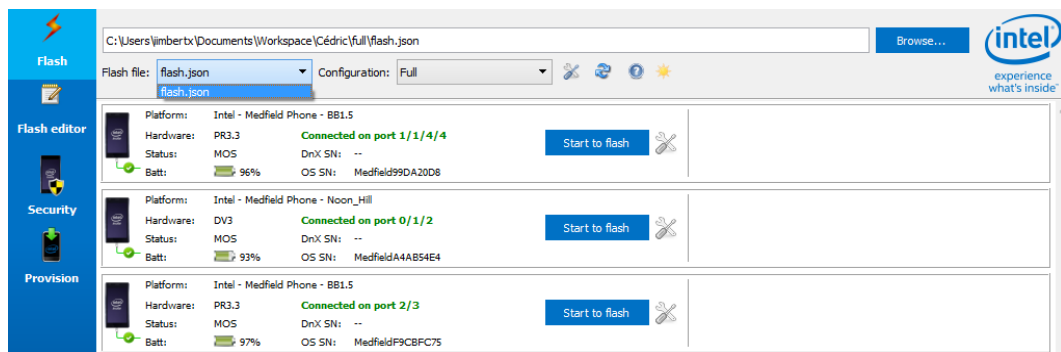 Flash
Flash editor
Security
Provision
C:\Users\jimbertx\Documents\Workspace\Cédric\full\flash.json
Browse...
Flash file: flash.json Configuration: Full
flash.json
intel
experience
what's inside™
Platform: Intel - Medfield Phone - BB1.5
Hardware: PR3.3 Connected on port 1/1/4/4
Status: MOS DnX SN: --
Batt: 96% OS SN: Medfield99DA20D8
Start to flash
Platform: Intel - Medfield Phone - Noon_Hill
Hardware: DV3 Connected on port 0/1/2
Status: MOS DnX SN: --
Batt: 93% OS SN: MedfieldA4AB54E4
Start to flash
Platform: Intel - Medfield Phone - BB1.5
Hardware: PR3.3 Connected on port 2/3
Status: MOS DnX SN: --
Batt: 97% OS SN: MedfieldF9CBFC75
Start to flash